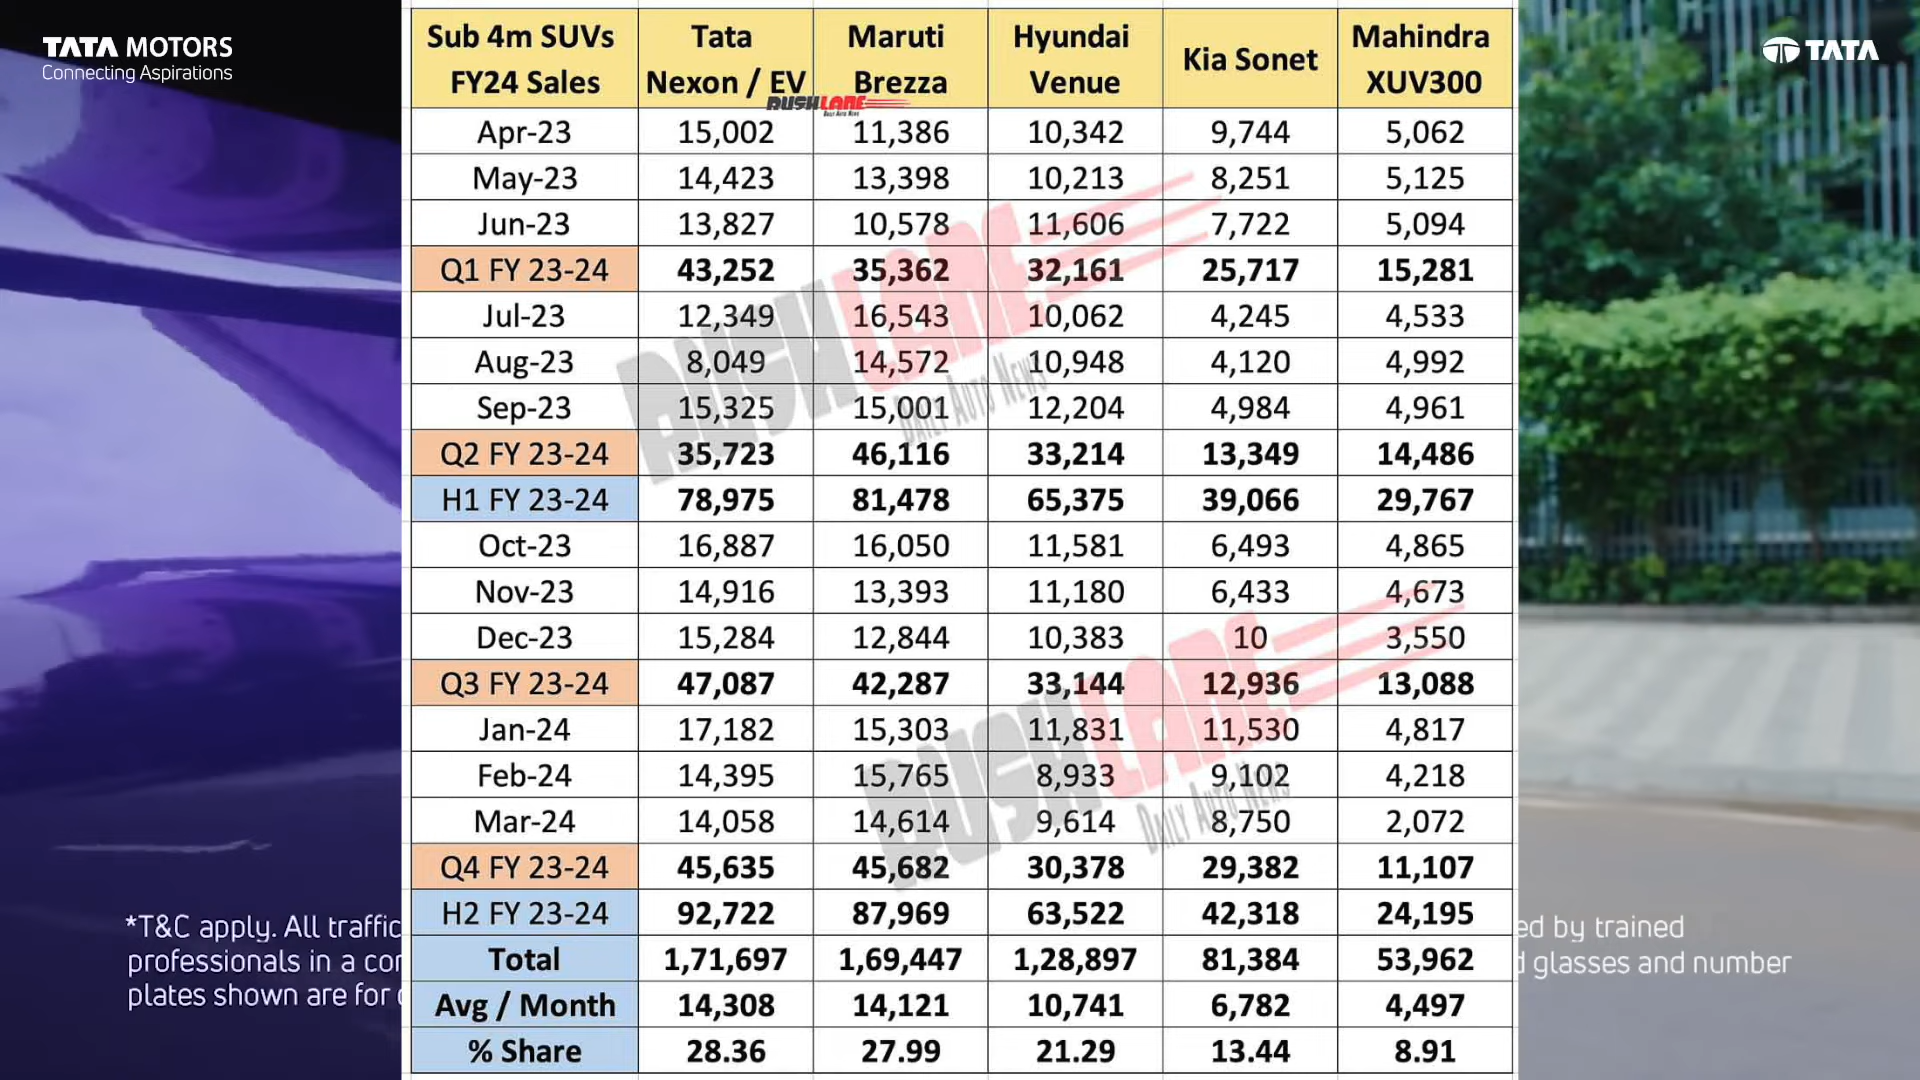 TATA MOTORS
Connecting Aspirations
TATA
Sub 4m SUVs FY24 Sales | Tata Nexon / EV | Maruti Brezza | Hyundai Venue | Kia Sonet | Mahindra XUV300
RUSHLANE
DAILY AUTO NEWS
Apr-23 15,002 11,386 10,342 9,744 5,062
May-23 14,423 13,398 10,213 8,251 5,125
Jun-23 13,827 10,578 11,606 7,722 5,094
Q1 FY 23-24 43,252 35,362 32,161 25,717 15,281
Jul-23 12,349 16,543 10,062 4,245 4,533
Aug-23 8,049 14,572 10,948 4,120 4,992
Sep-23 15,325 15,001 12,204 4,984 4,961
RUSHLANE
DAILY AUTO NEWS
Q2 FY 23-24 35,723 46,116 33,214 13,349 14,486
H1 FY 23-24 78,975 81,478 65,375 39,066 29,767
Oct-23 16,887 16,050 11,581 6,493 4,865
Nov-23 14,916 13,393 11,180 6,433 4,673
Dec-23 15,284 12,844 10,383 10 3,550
Q3 FY 23-24 47,087 42,287 33,144 12,936 13,088
Jan-24 17,182 15,303 11,831 11,530 4,817
Feb-24 14,395 15,765 8,933 9,102 4,218
Mar-24 14,058 14,614 9,614 8,750 2,072
RUSHLANE
DAILY AUTO NEWS
Q4 FY 23-24 45,635 45,682 30,378 29,382 11,107
H2 FY 23-24 92,722 87,969 63,522 42,318 24,195
Total 1,71,697 1,69,447 1,28,897 81,384 53,962
Avg / Month 14,308 14,121 10,741 6,782 4,497
% Share 28.36 27.99 21.29 13.44 8.91
*T&C apply. All traffic ed by trained
professionals in a glasses and number
plates shown are for